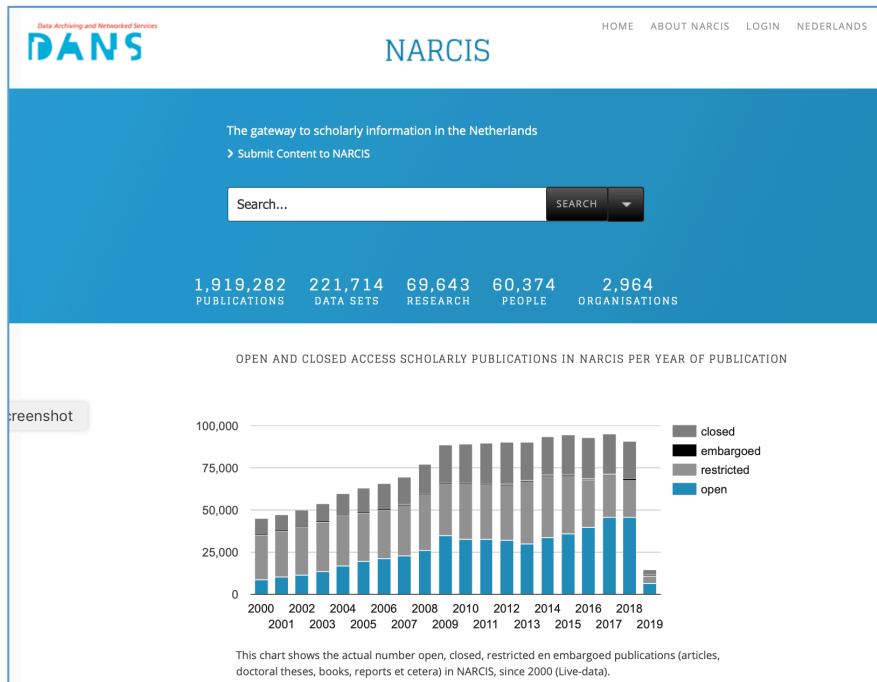 Data Archiving and Networked Services
DANS
NARCIS
HOME ABOUT NARCIS LOGIN NEDERLANDS
The gateway to scholarly information in the Netherlands
Submit Content to NARCIS
Search...
SEARCH
1,919,282 221,714 69,643 60,374 2,964
PUBLICATIONS DATA SETS RESEARCH PEOPLE ORGANISATIONS
OPEN AND CLOSED ACCESS SCHOLARLY PUBLICATIONS IN NARCIS PER YEAR OF PUBLICATION
creenshot
100,000
75,000
50,000
25,000
0
closed
embargoed
restricted
open
2000 2002 2004 2006 2008 2010 2012 2014 2016 2018
2001 2003 2005 2007 2009 2011 2013 2015 2017 2019
This chart shows the actual number open, closed, restricted en embargoed publications (articles,
doctoral theses, books, reports et cetera) in NARCIS, since 2000 (Live-data).